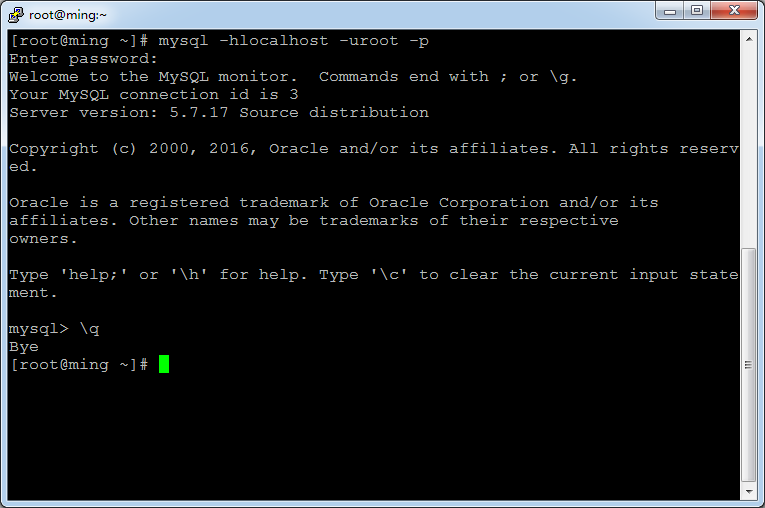 root@ming:~
[root@ming ~]# mysql -hlocalhost -uroot -p
Enter password:
Welcome to the MySQL monitor.  Commands end with ; or \g.
Your MySQL connection id is 3
Server version: 5.7.17 Source distribution
Copyright (c) 2000, 2016, Oracle and/or its affiliates. All rights reserv
ed.
Oracle is a registered trademark of Oracle Corporation and/or its
affiliates. Other names may be trademarks of their respective
owners.
Type 'help;' or '\h' for help. Type '\c' to clear the current input state
ment.
mysql> \q
Bye
[root@ming ~]#